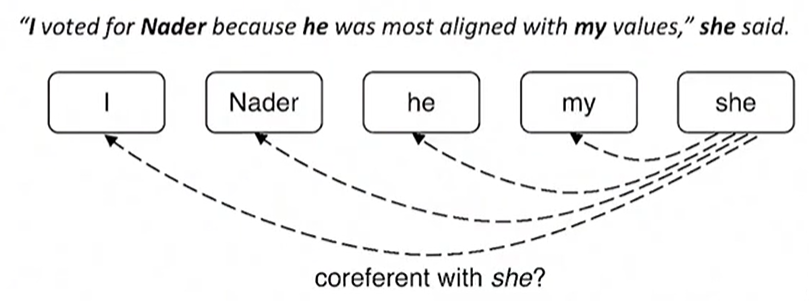 “I voted for Nader because he was most aligned with my values,” she said.
I Nader he my she
coreferent with she?